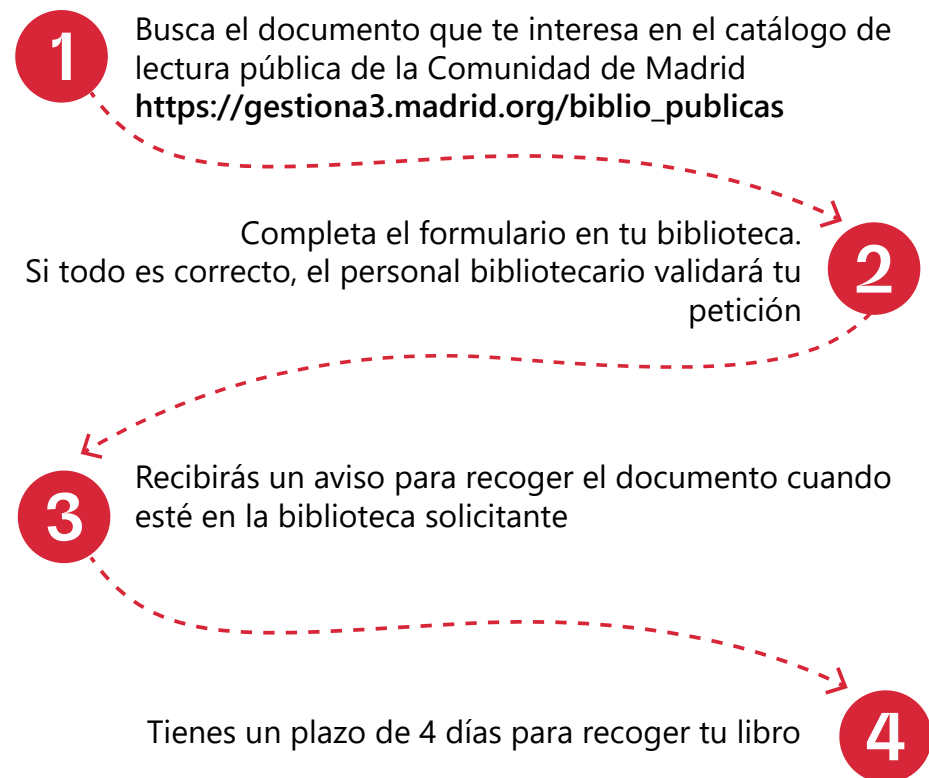 1
Busca el documento que te interesa en el catálogo de
lectura pública de la Comunidad de Madrid
https://gestiona3.madrid.org/biblio_publicas
Completa el formulario en tu biblioteca.
Si todo es correcto, el personal bibliotecario validará tu
petición
2
3
Recibirás un aviso para recoger el documento cuando
esté en la biblioteca solicitante
Tienes un plazo de 4 días para recoger tu libro
4